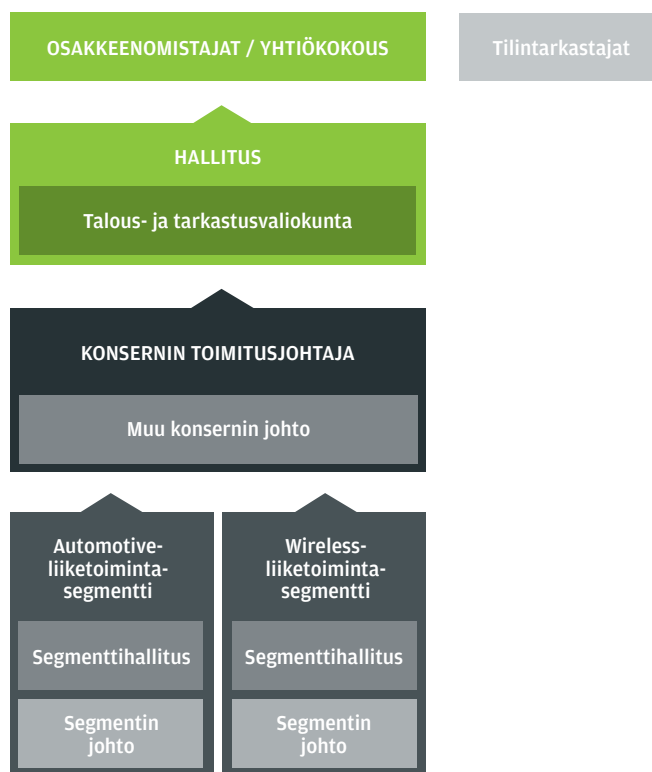 OSAKKEENOMISTAJAT / YHTIÖKOKOUS
Tilintarkastajat
HALLITUS
Talous- ja tarkastusvaliokunta
KONSERNIN TOIMITUSJOHTAJA
Muu konsernin johto
Automotive-
liiketoiminta-
segmentti
Segmenttihallitus
Segmentin
johto
Wireless-
liiketoiminta-
segmentti
Segmenttihallitus
Segmentin
johto